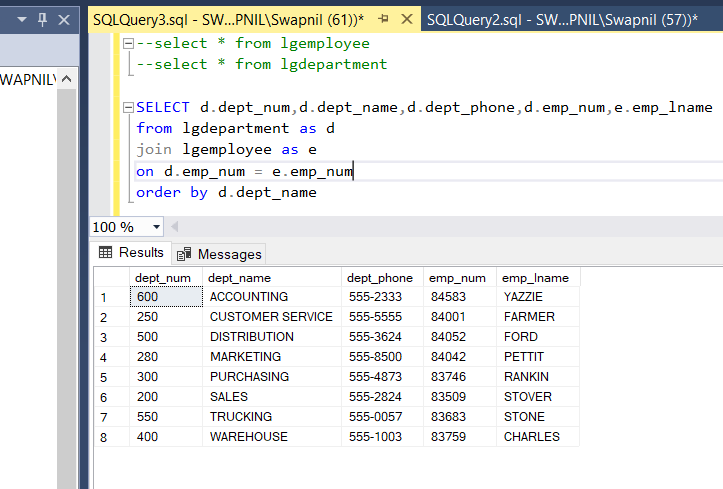 SQLQuery3.sql - SW...PNIL\Swapnil (61))*
SQLQuery2.sql - SW...PNIL\Swapnil (57))*
WAPNIL\
--select * from lgemployee
--select * from lgdepartment
SELECT d.dept_num,d.dept_name,d.dept_phone,d.emp_num,e.emp_lname
from lgdepartment as d
join lgemployee as e
on d.emp_num = e.emp_num
order by d.dept_name
100 %
Results Messages
dept_num dept_name dept_phone emp_num emp_lname
1 600 ACCOUNTING 555-2333 84583 YAZZIE
2 250 CUSTOMER SERVICE 555-5555 84001 FARMER
3 500 DISTRIBUTION 555-3624 84052 FORD
4 280 MARKETING 555-8500 84042 PETTIT
5 300 PURCHASING 555-4873 83746 RANKIN
6 200 SALES 555-2824 83509 STOVER
7 550 TRUCKING 555-0057 83683 STONE
8 400 WAREHOUSE 555-1003 83759 CHARLES